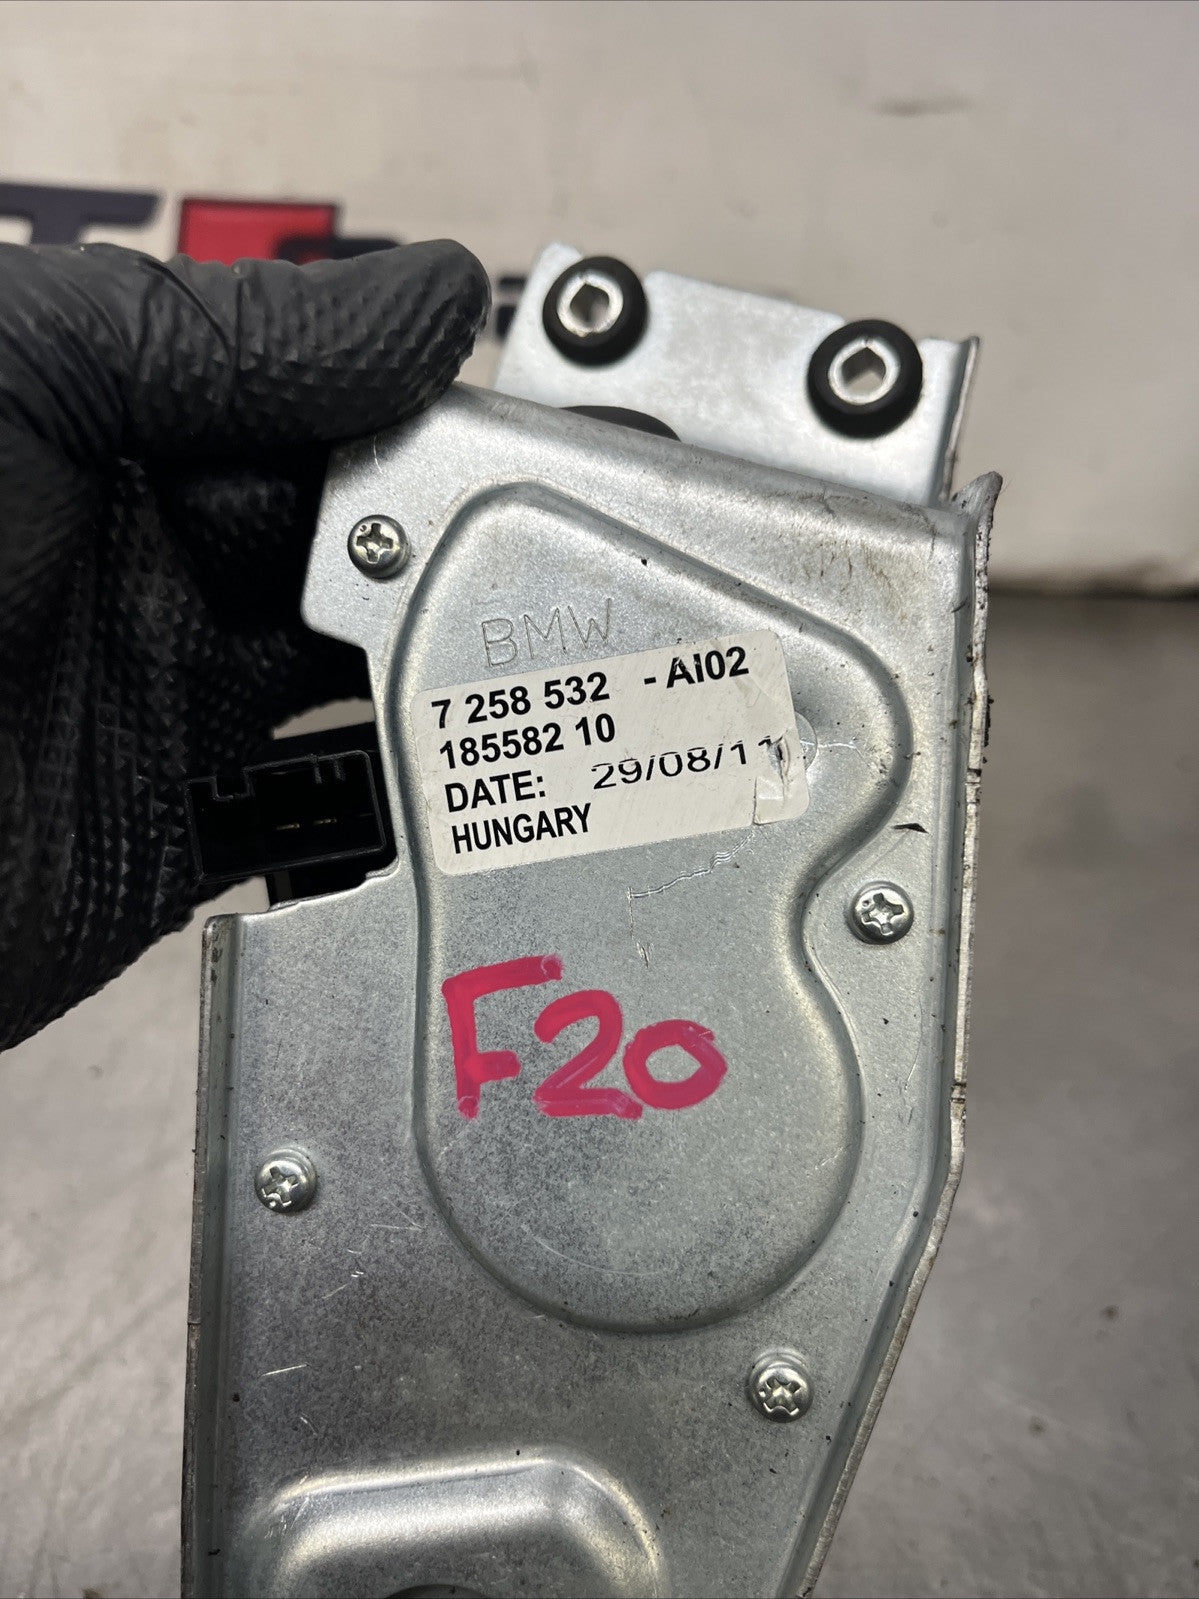 BMW
7 258 532 - AI02
185582 10
DATE: 29/08/11
HUNGARY
F20